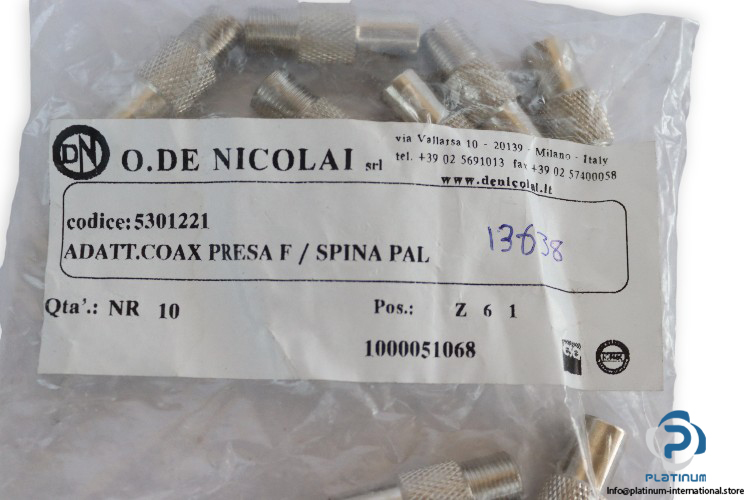 DN O.DE NICOLAI srl
via Vallarsa 10 - 20139 - Milano - Italy
tel. +39 02 5691013 fax +39 02 57400058
www.denicolai.it
codice:5301221
ADATT.COAX PRESA F / SPINA PAL
13638
Qta'.: NR 10
Pos.: Z 6 1
1000051068
PLATINUM
Info@platinum-international.store